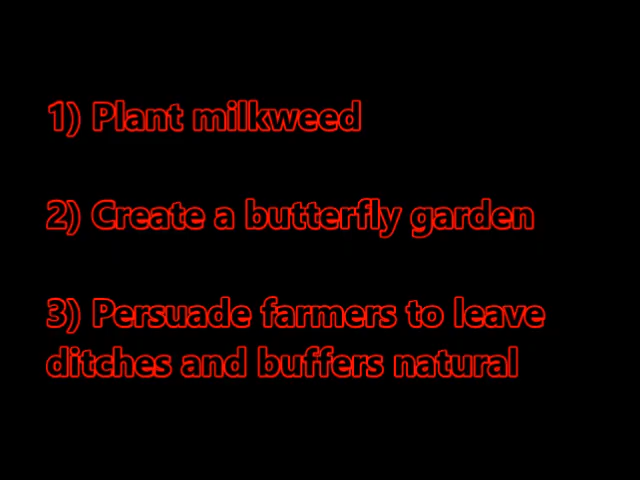 1) Plant milkweed
2) Create a butterfly garden
3) Persuade farmers to leave
ditches and buffers natural